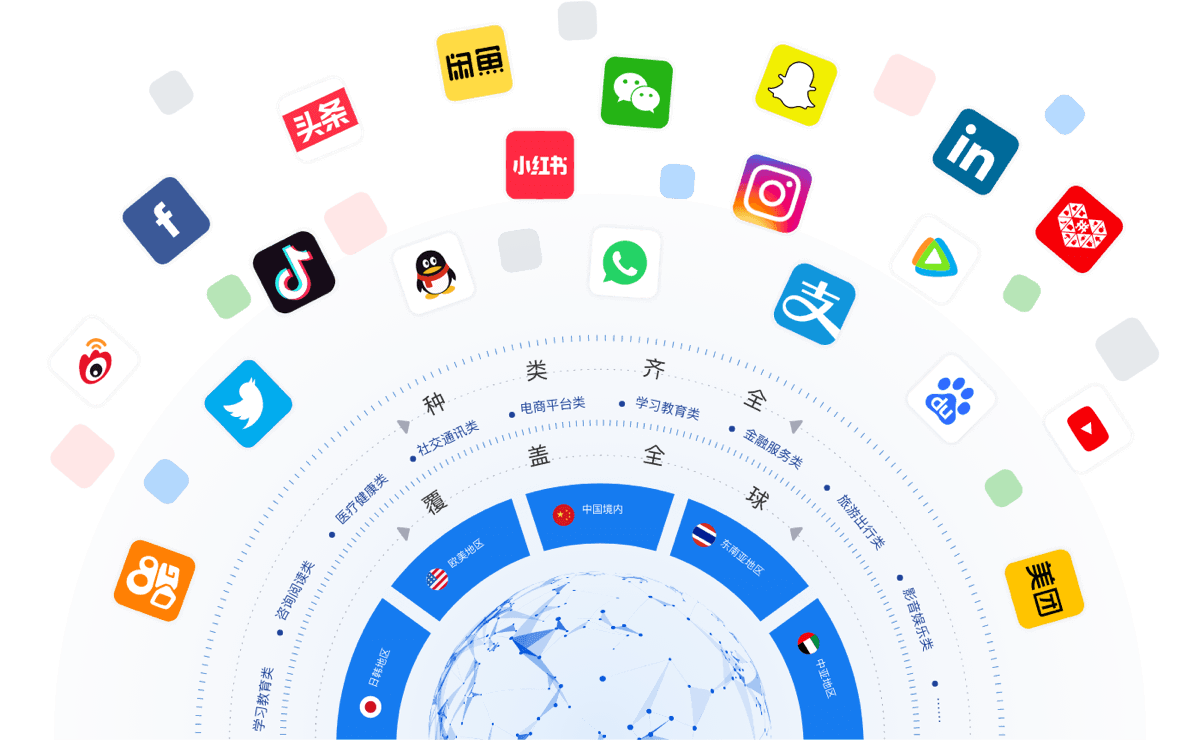 闲鱼
头条
小红书
in
f
支
du
美团
种类齐全
学习教育类
咨询阅读类
医疗健康类
社交通讯类
电商平台类
学习教育类
金融服务类
旅游出行类
影音娱乐类
……
覆盖全球
日韩地区
欧美地区
中国境内
东南亚地区
中亚地区